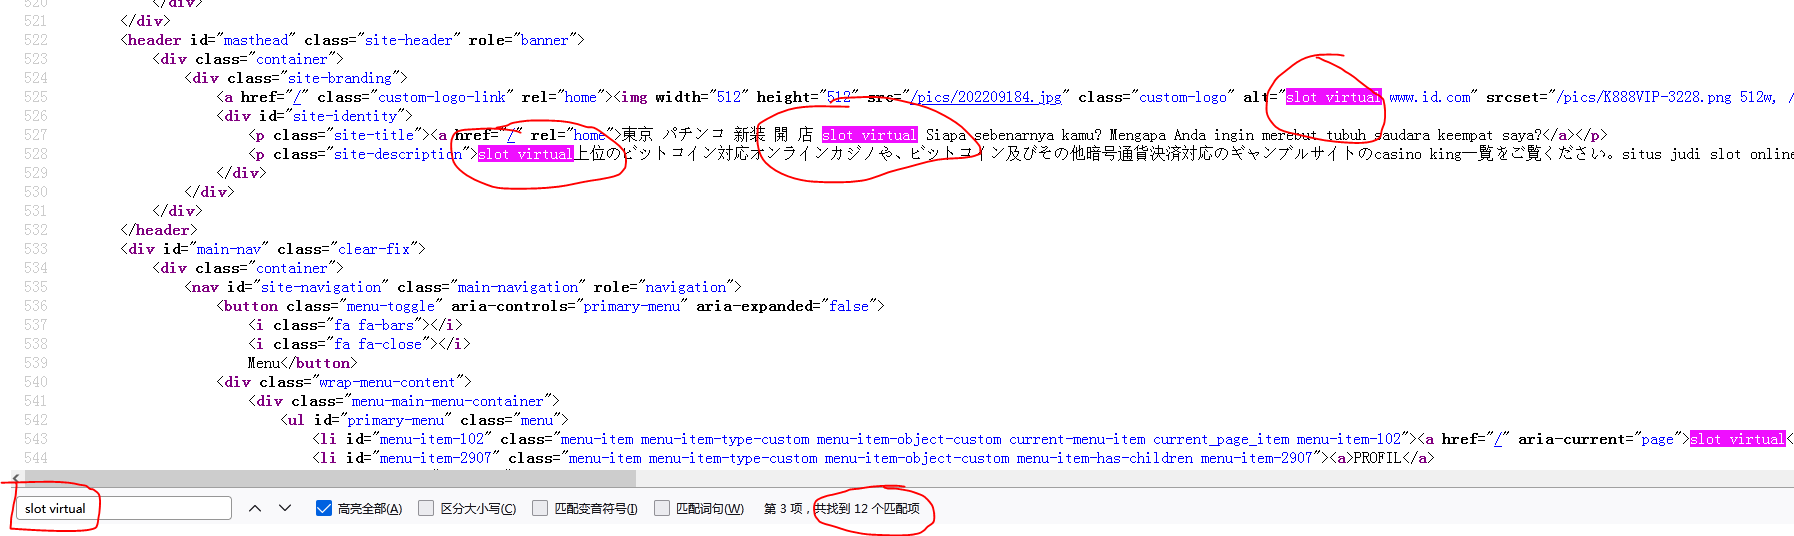 520 </div>
521 </div>
522 <header id="masthead" class="site-header" role="banner">
523 <div class="container">
524 <div class="site-branding">
525 <a href="/" class="custom-logo-link" rel="home"><img width="512" height="512" src="/pics/202209184.jpg" class="custom-logo" alt="slot virtual www.id.com" srcset="/pics/K888VIP-3228.png 512w, /
526 <div id="site-identity">
527 <p class="site-title"><a href="/" rel="home">東京 パチンコ 新装 開 店 slot virtual Siapa sebenarnya kamu? Mengapa Anda ingin merebut tubuh saudara keempat saya?</a></p>
528 <p class="site-description">slot virtual上位のビットコイン対応オンラインカジノや、ビットコイン及びその他暗号通貨決済対応のギャンブルサイトのcasino king一覧をご覧ください。situs judi slot online
529 </div>
530 </div>
531 </div>
532 </header>
533 <div id="main-nav" class="clear-fix">
534 <div class="container">
535 <nav id="site-navigation" class="main-navigation" role="navigation">
536 <button class="menu-toggle" aria-controls="primary-menu" aria-expanded="false">
537 <i class="fa fa-bars"></i>
538 <i class="fa fa-close"></i>
539 Menu</button>
540 <div class="wrap-menu-content">
541 <div class="menu-main-menu-container">
542 <ul id="primary-menu" class="menu">
543 <li id="menu-item-102" class="menu-item menu-item-type-custom menu-item-object-custom current-menu-item current_page_item menu-item-102"><a href="/" aria-current="page">slot virtual<
544 <li id="menu-item-2907" class="menu-item menu-item-type-custom menu-item-object-custom menu-item-has-children menu-item-2907"><a>PROFIL</a>
slot virtual 高亮全部(A) 区分大小写(C) 匹配变音符号(I) 匹配词句(W) 第 3 项，共找到 12 个匹配项